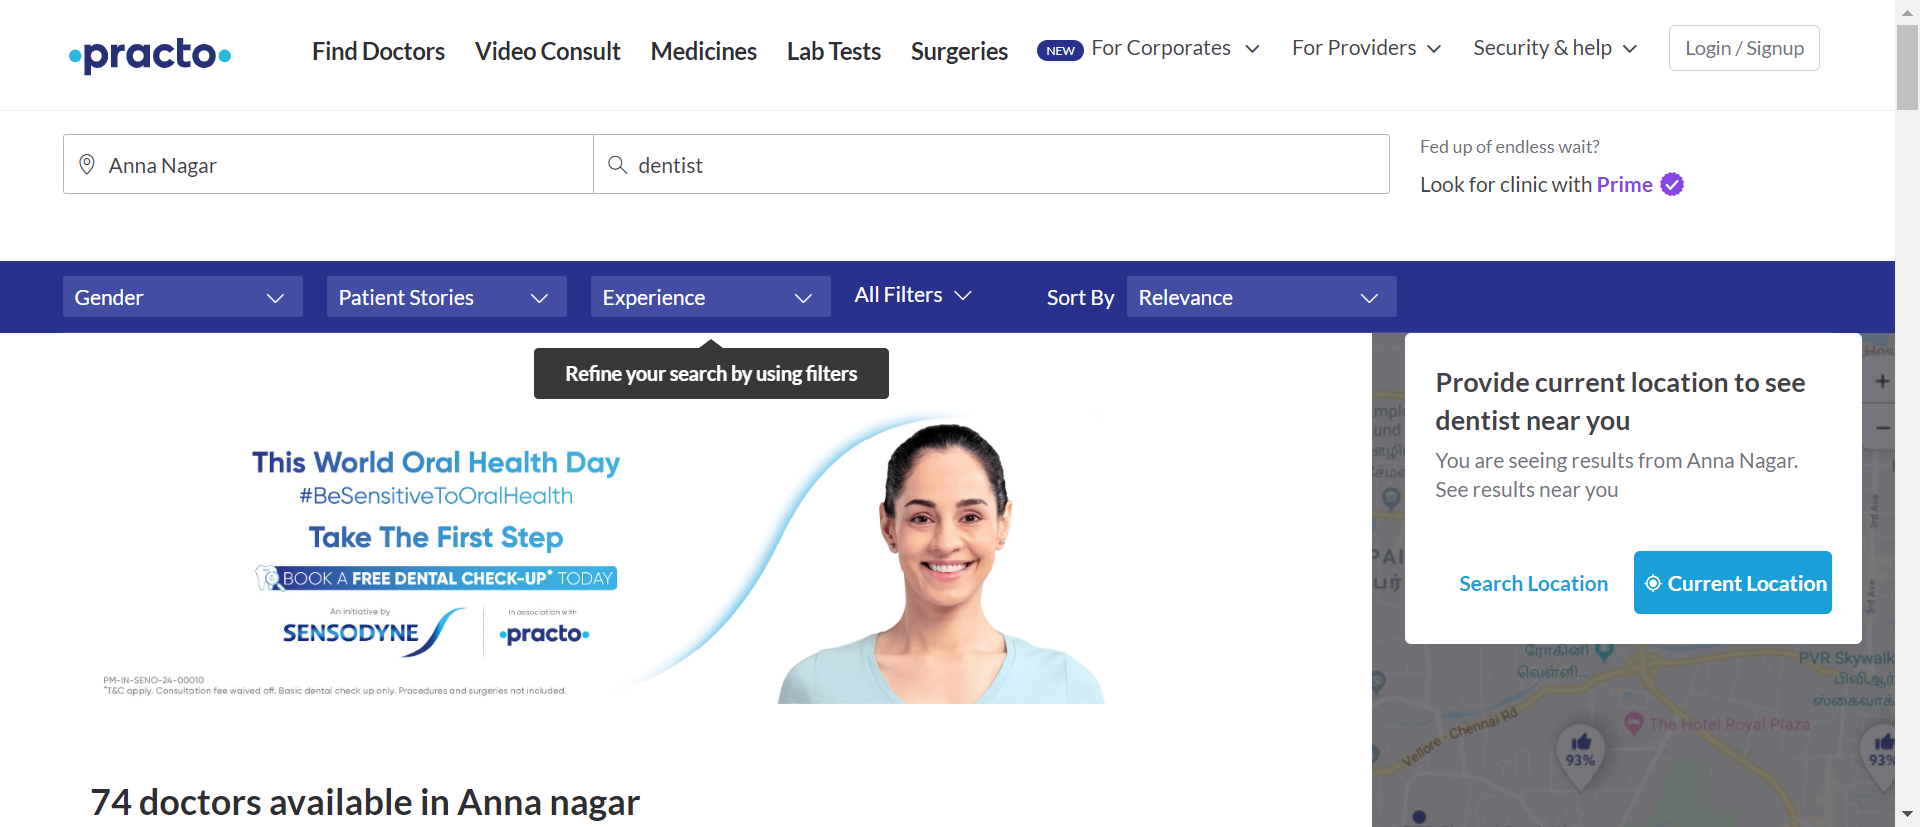 practo
Find Doctors
Video Consult
Medicines
Lab Tests
Surgeries
NEW For Corporates
For Providers
Security & help
Login / Signup
Anna Nagar
dentist
Fed up of endless wait?
Look for clinic with Prime
Gender
Patient Stories
Experience
All Filters
Sort By
Relevance
Refine your search by using filters
This World Oral Health Day
#BeSensitiveToOralHealth
Take The First Step
BOOK A FREE DENTAL CHECK-UP* TODAY
An initiative by
SENSODYNE
In association with
practo
PM-IN-SENO-24-00010
*T&C apply. Consultation fee waived off. Basic dental check up only. Procedures and surgeries not included.
74 doctors available in Anna nagar
Provide current location to see
dentist near you
You are seeing results from Anna Nagar.
See results near you
Search Location
Current Location
+
−
3rd Ave
3rd Ave
ரோகினி
வெள்ளி...
PVR Skywalk
பிவிஆர்
ஸ்கைவாக்
The Hotel Royal Plaza
Vellore - Chennai Rd
93%
93%